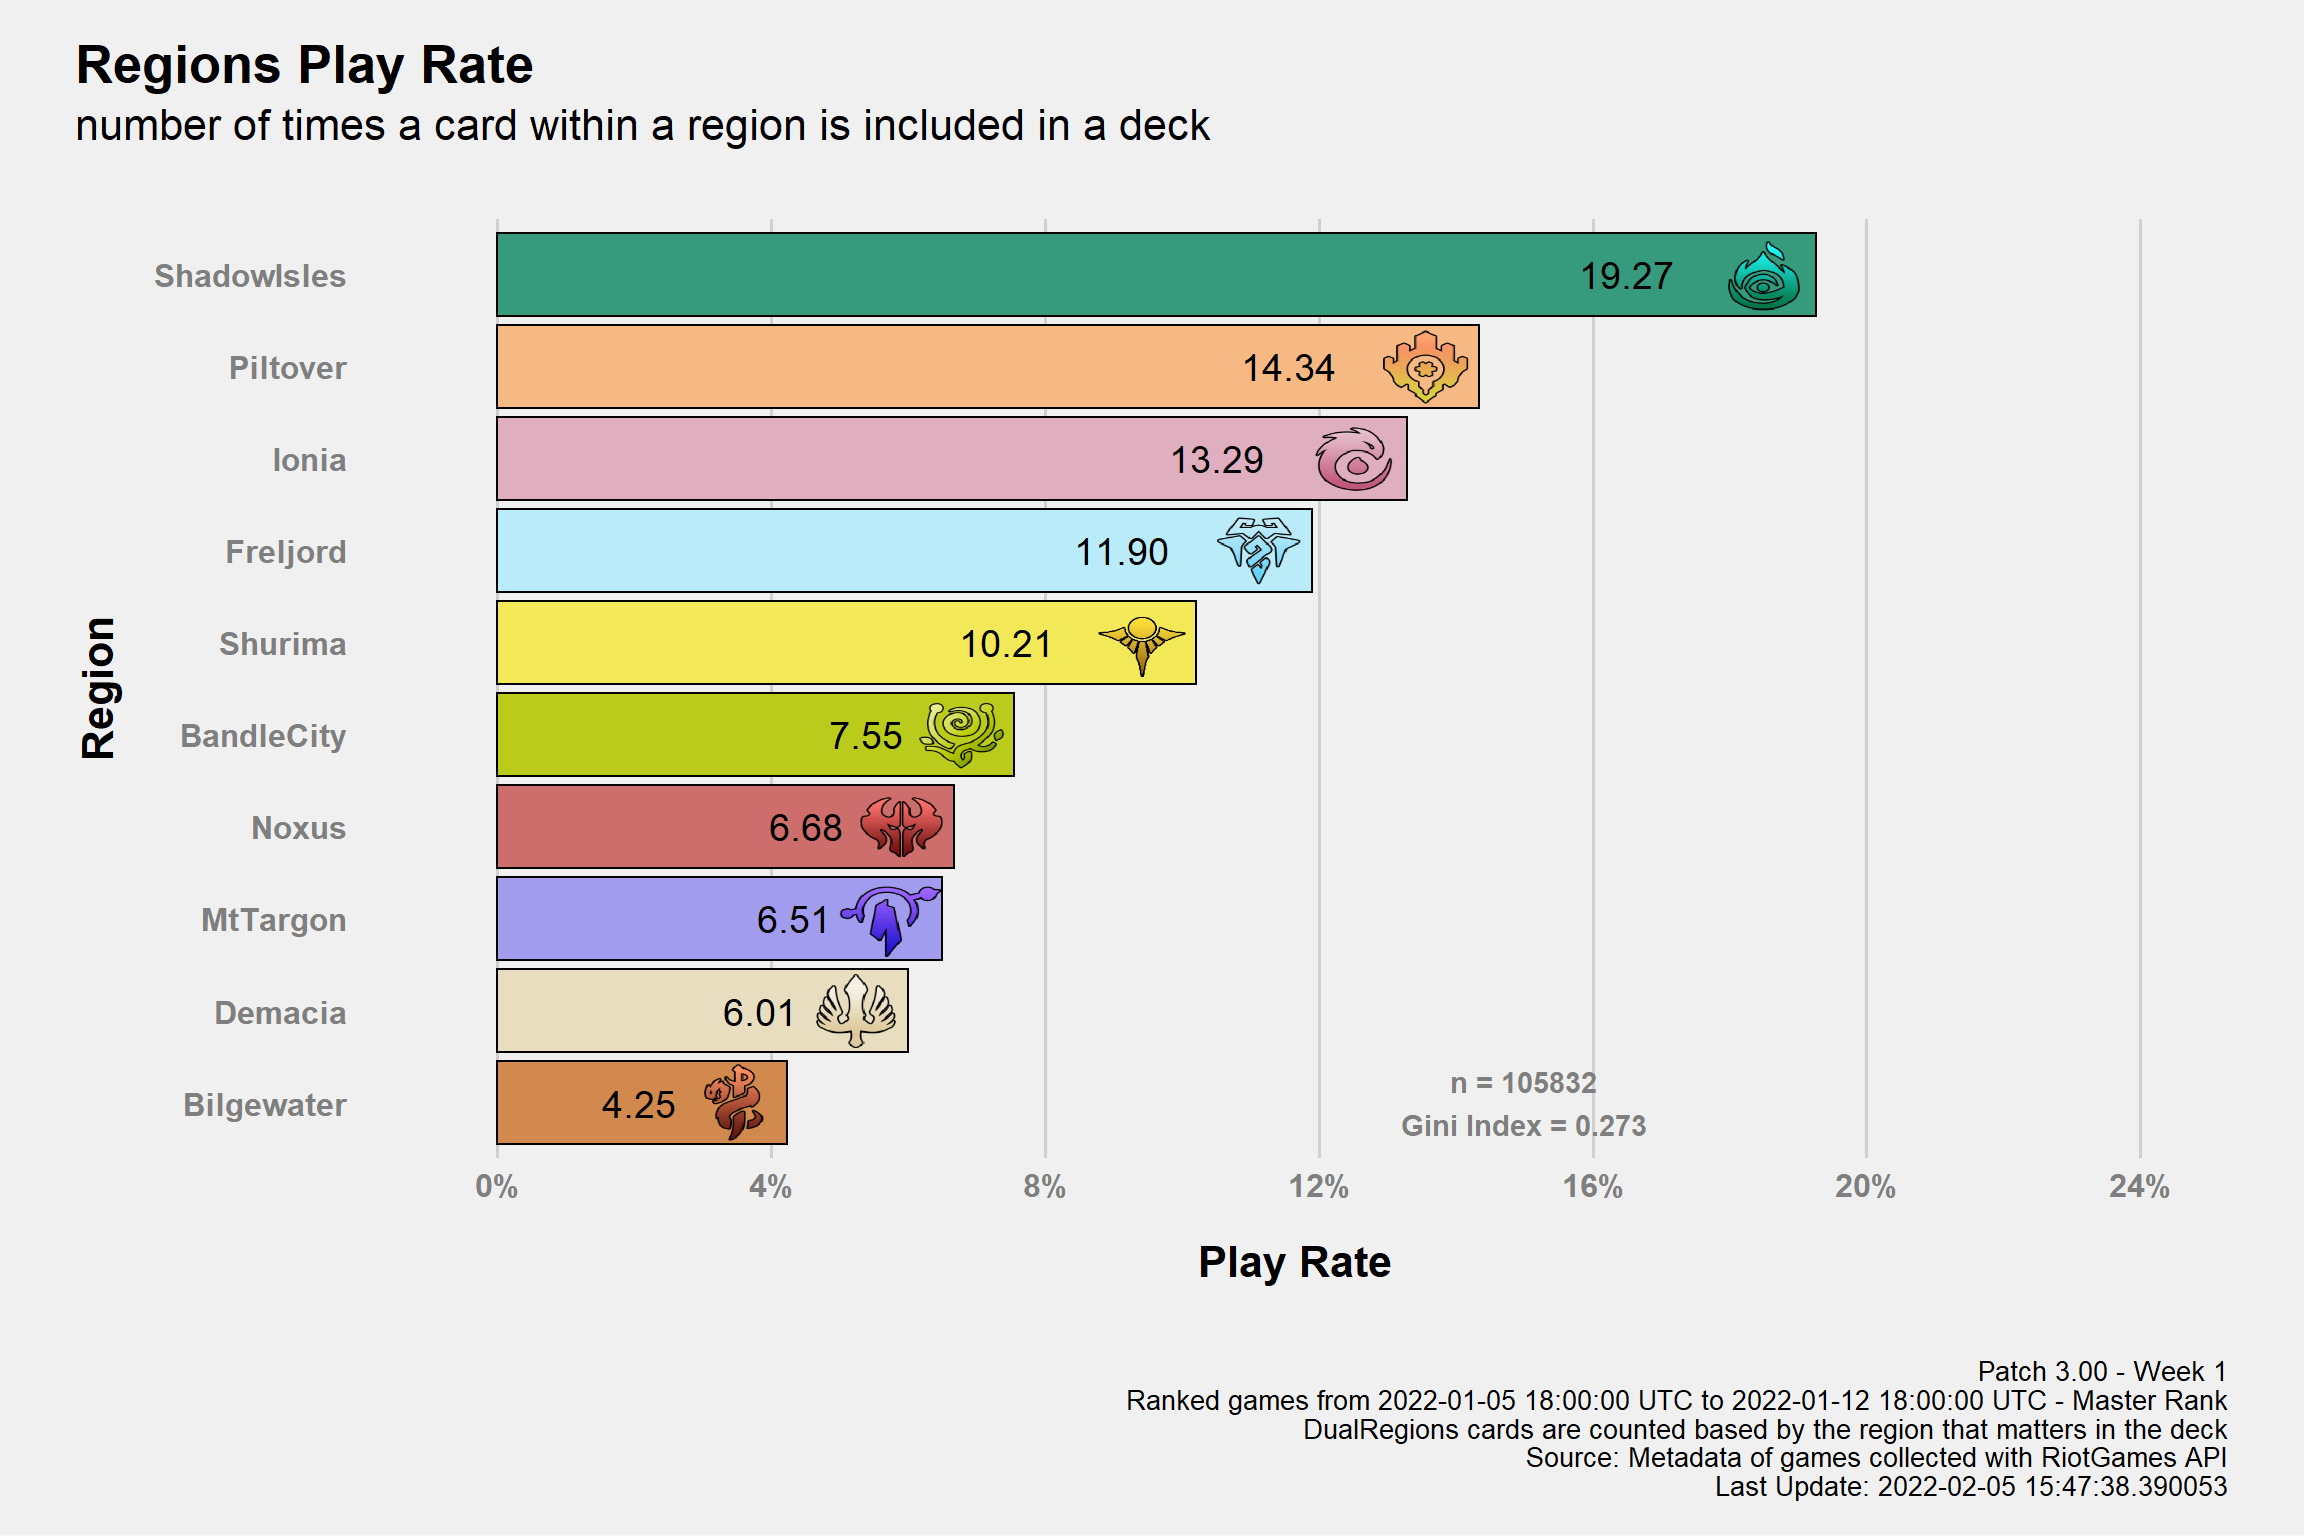 Regions Play Rate
number of times a card within a region is included in a deck
Region
ShadowIsles
19.27
Piltover
14.34
Ionia
13.29
Freljord
11.90
Shurima
10.21
BandleCity
7.55
Noxus
6.68
MtTargon
6.51
Demacia
6.01
Bilgewater
4.25
n = 105832
Gini Index = 0.273
0% 4% 8% 12% 16% 20% 24%
Play Rate
Patch 3.00 - Week 1
Ranked games from 2022-01-05 18:00:00 UTC to 2022-01-12 18:00:00 UTC - Master Rank
DualRegions cards are counted based by the region that matters in the deck
Source: Metadata of games collected with RiotGames API
Last Update: 2022-02-05 15:47:38.390053